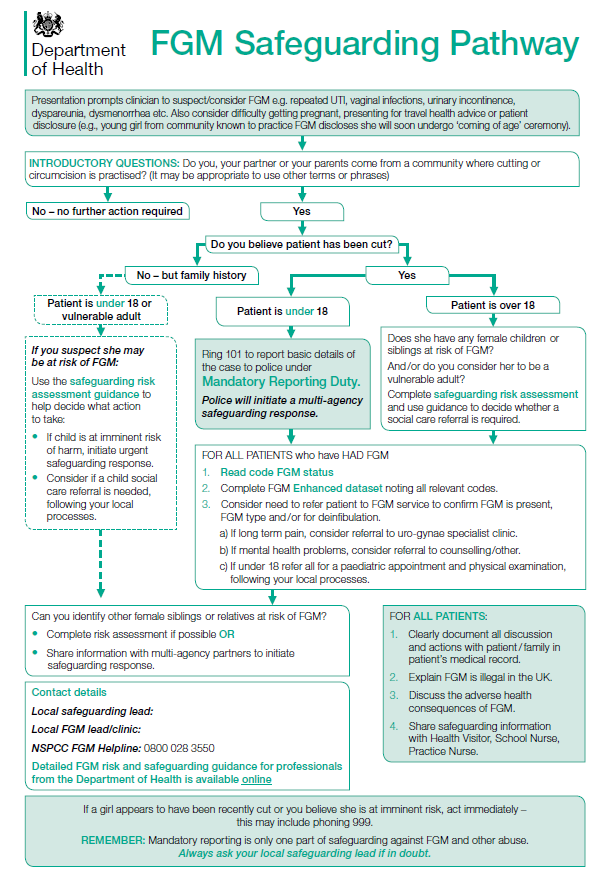 Department
of Health
FGM Safeguarding Pathway
Presentation prompts clinician to suspect/consider FGM e.g. repeated UTI, vaginal infections, urinary incontinence,
dyspareunia, dysmenorrhea etc. Also consider difficulty getting pregnant, presenting for travel health advice or patient
disclosure (e.g., young girl from community known to practice FGM discloses she will soon undergo ‘coming of age’ ceremony).
INTRODUCTORY QUESTIONS: Do you, your partner or your parents come from a community where cutting or
circumcision is practised? (It may be appropriate to use other terms or phrases)
No – no further action required
Yes
Do you believe patient has been cut?
No – but family history
Yes
Patient is under 18 or
vulnerable adult
Patient is under 18
Patient is over 18
If you suspect she may
be at risk of FGM:
Use the safeguarding risk
assessment guidance to
help decide what action
to take:
• If child is at imminent risk
of harm, initiate urgent
safeguarding response.
• Consider if a child social
care referral is needed,
following your local
processes.
Ring 101 to report basic details of
the case to police under
Mandatory Reporting Duty.
Police will initiate a multi-agency
safeguarding response.
Does she have any female children or
siblings at risk of FGM?
And/or do you consider her to be a
vulnerable adult?
Complete safeguarding risk assessment
and use guidance to decide whether a
social care referral is required.
FOR ALL PATIENTS who have HAD FGM
1. Read code FGM status
2. Complete FGM Enhanced dataset noting all relevant codes.
3. Consider need to refer patient to FGM service to confirm FGM is present,
FGM type and/or for deinfibulation.
a) If long term pain, consider referral to uro-gynae specialist clinic.
b) If mental health problems, consider referral to counselling/other.
c) If under 18 refer all for a paediatric appointment and physical examination,
following your local processes.
Can you identify other female siblings or relatives at risk of FGM?
• Complete risk assessment if possible OR
• Share information with multi-agency partners to initiate
safeguarding response.
FOR ALL PATIENTS:
1. Clearly document all discussion
and actions with patient/family in
patient’s medical record.
2. Explain FGM is illegal in the UK.
3. Discuss the adverse health
consequences of FGM.
4. Share safeguarding information
with Health Visitor, School Nurse,
Practice Nurse.
Contact details
Local safeguarding lead:
Local FGM lead/clinic:
NSPCC FGM Helpline: 0800 028 3550
Detailed FGM risk and safeguarding guidance for professionals
from the Department of Health is available online
If a girl appears to have been recently cut or you believe she is at imminent risk, act immediately –
this may include phoning 999.
REMEMBER: Mandatory reporting is only one part of safeguarding against FGM and other abuse.
Always ask your local safeguarding lead if in doubt.